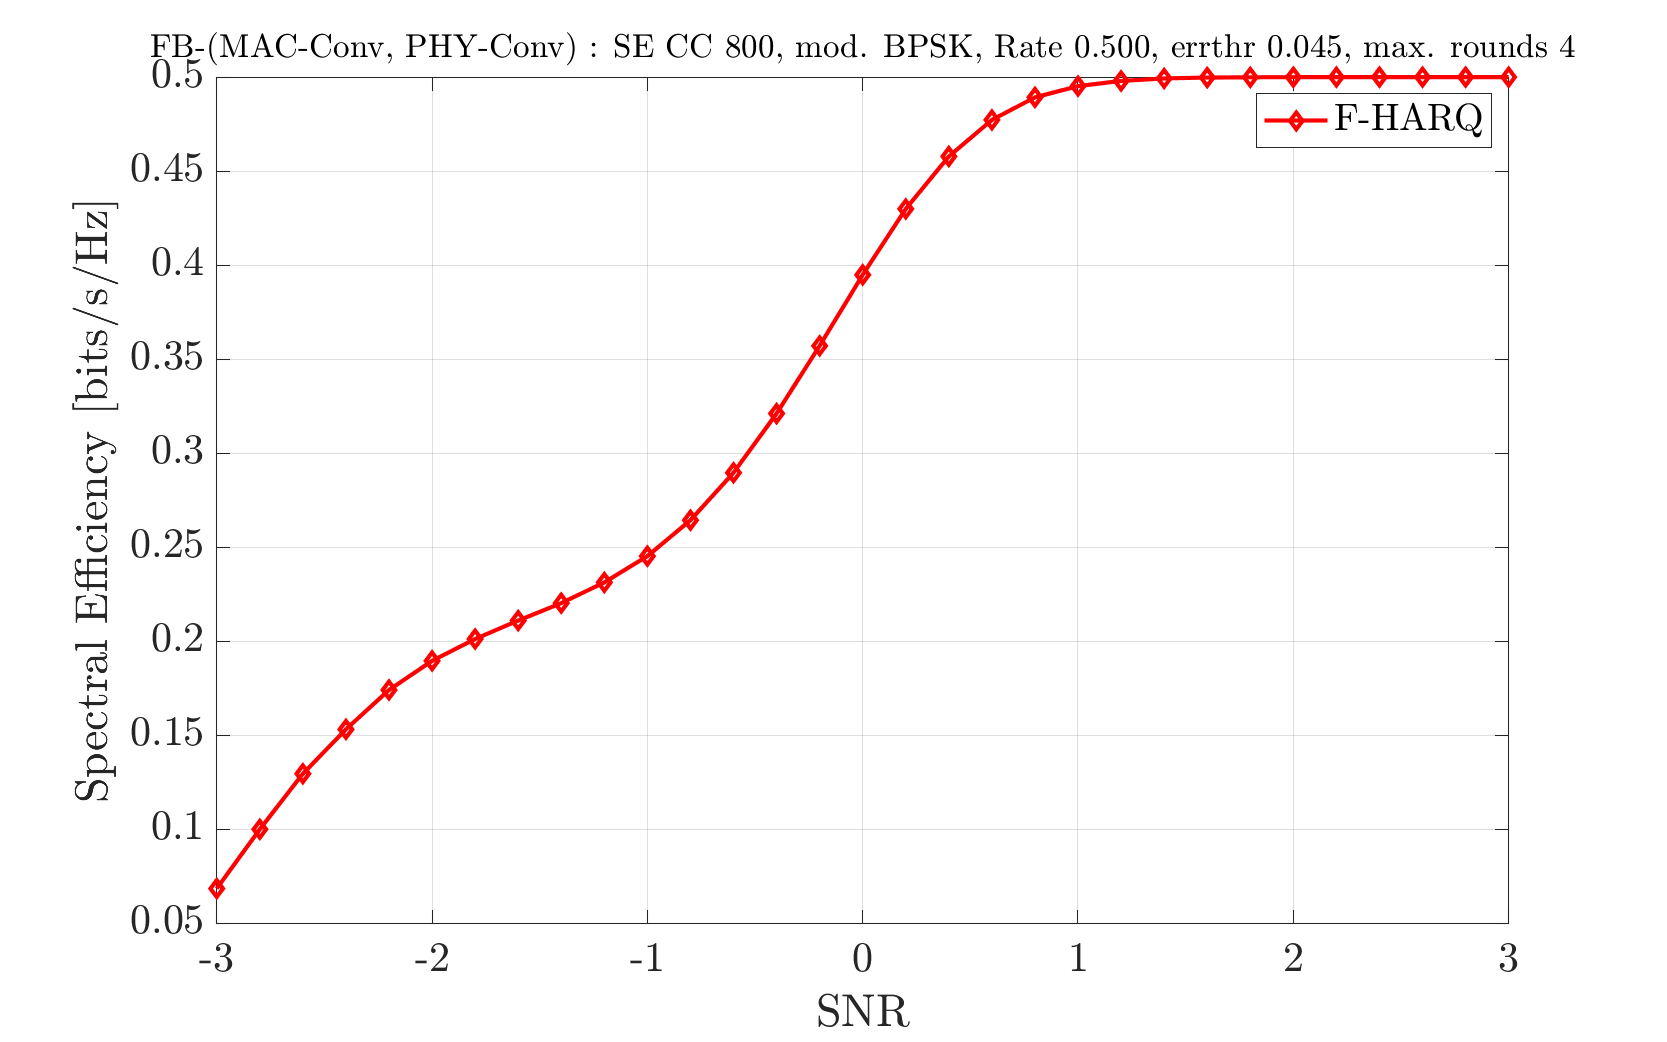 FB-(MAC-Conv, PHY-Conv) : SE CC 800, mod. BPSK, Rate 0.500, errthr 0.045, max. rounds 4
0.5
F-HARQ
0.45
0.4
0.35
0.3
0.25
0.2
0.15
0.1
0.05
Spectral Efficiency [bits/s/Hz]
-3 -2 -1 0 1 2 3
SNR